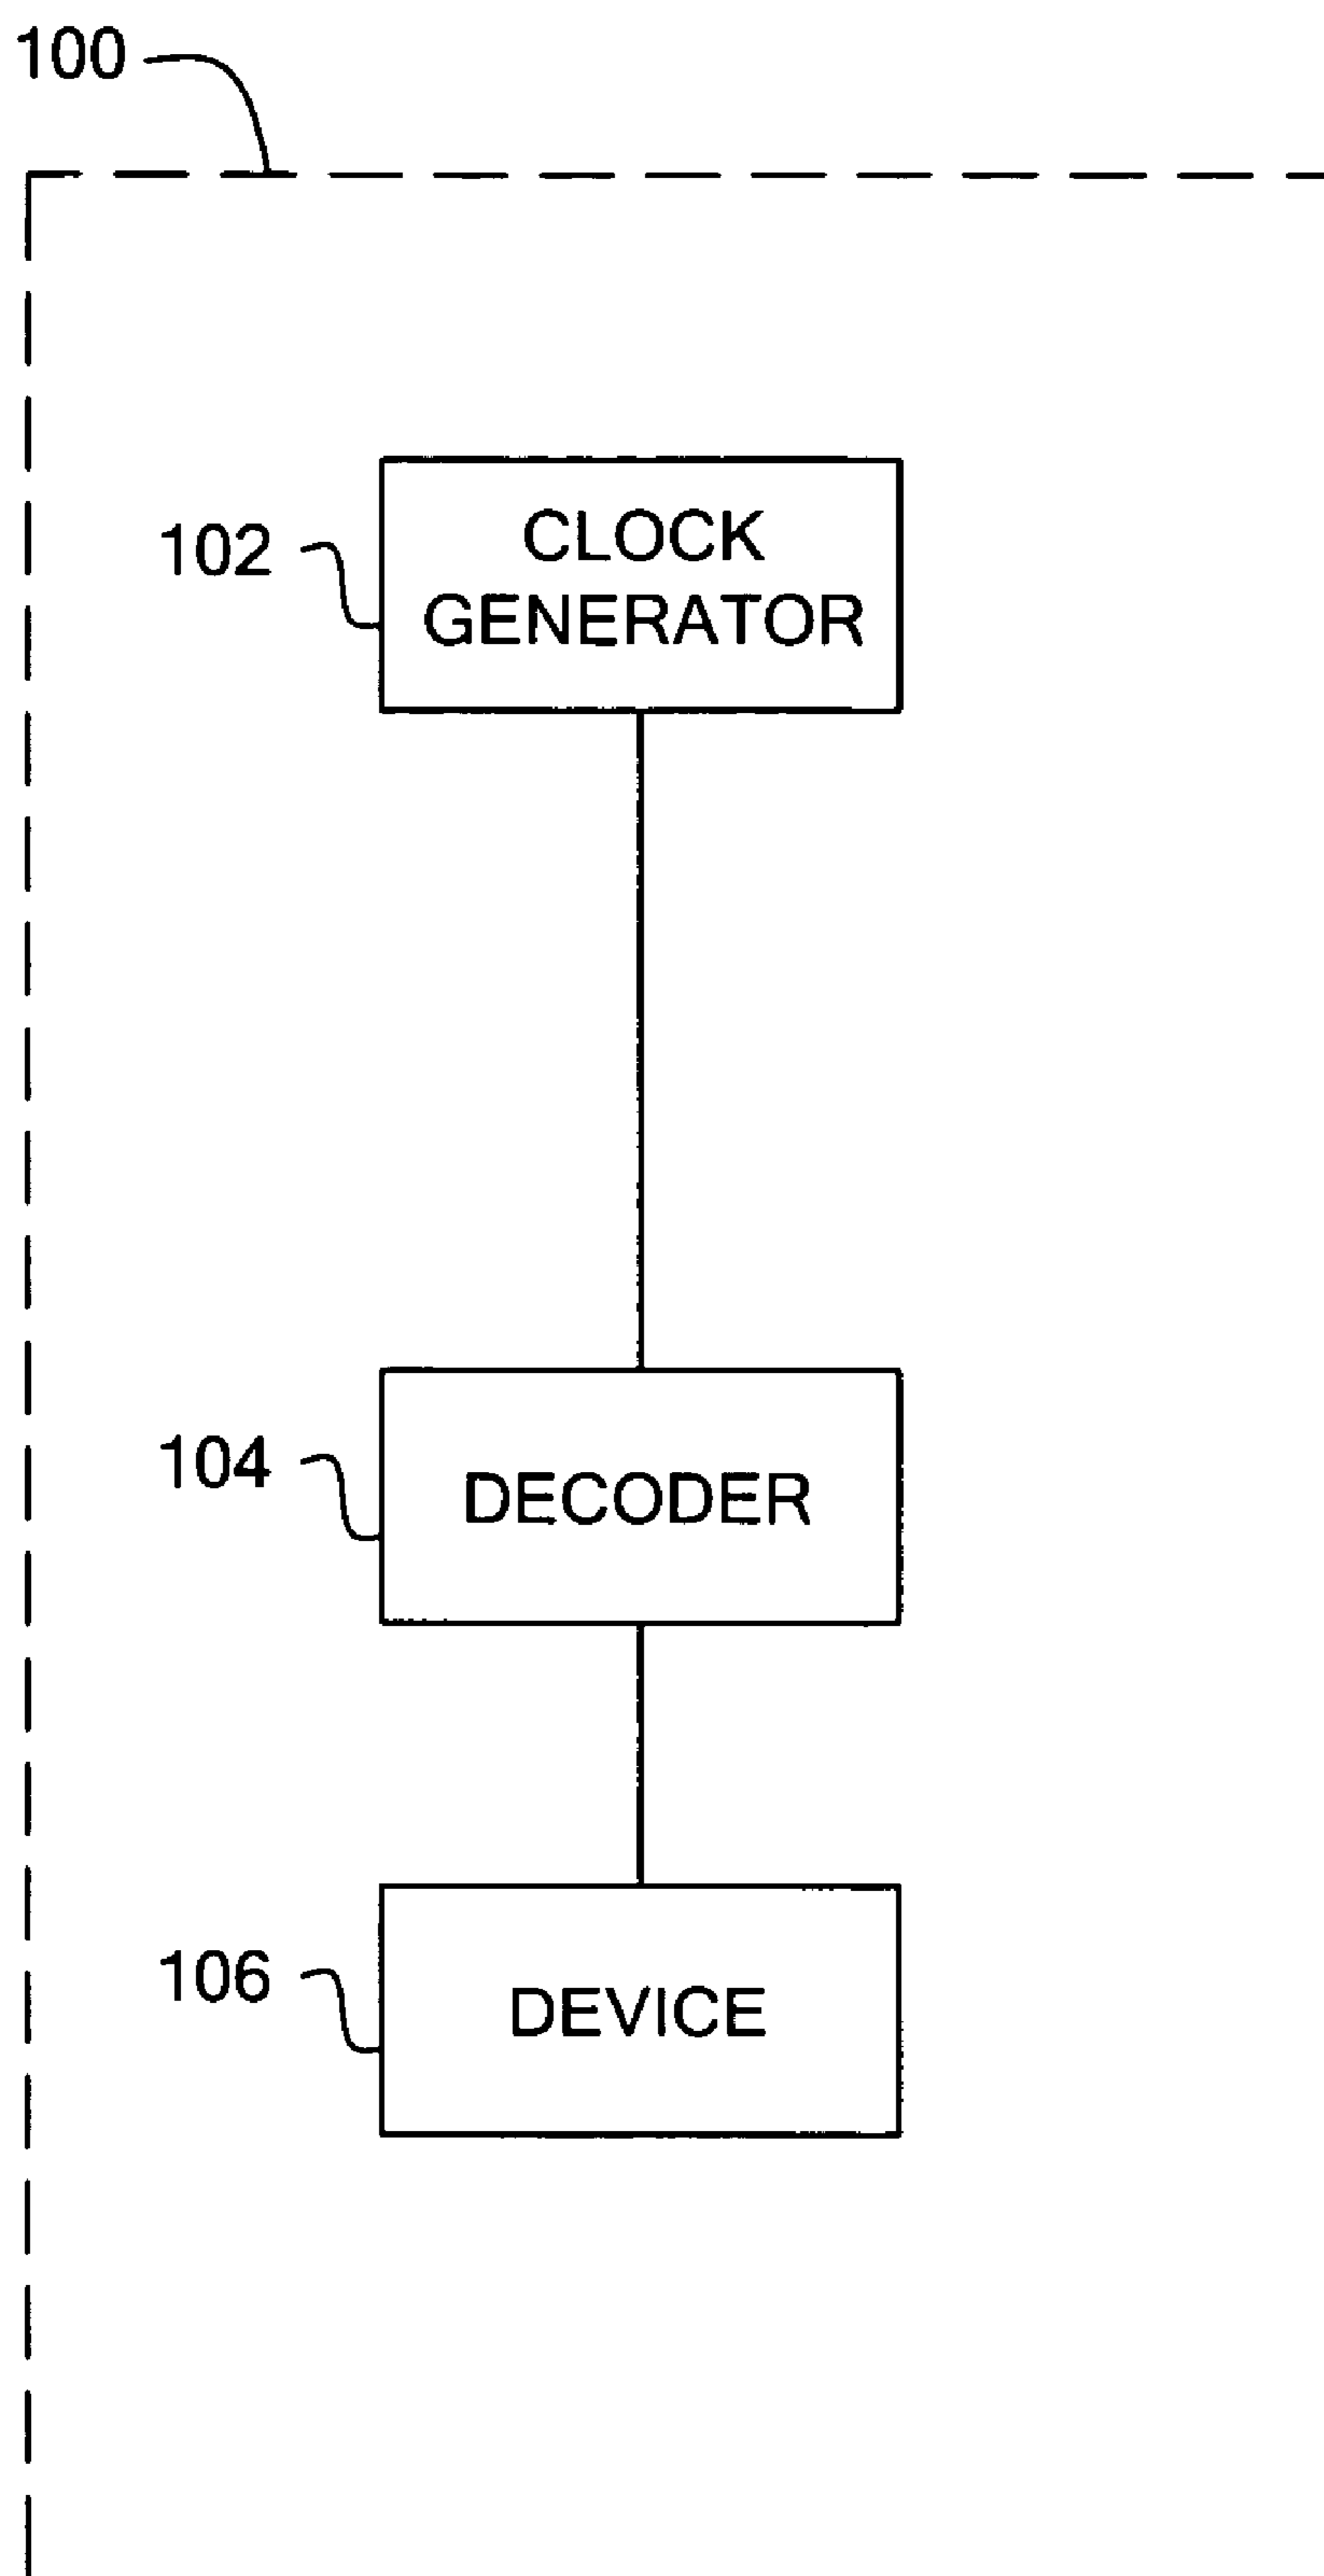 100
102
CLOCK
GENERATOR
104
DECODER
106
DEVICE